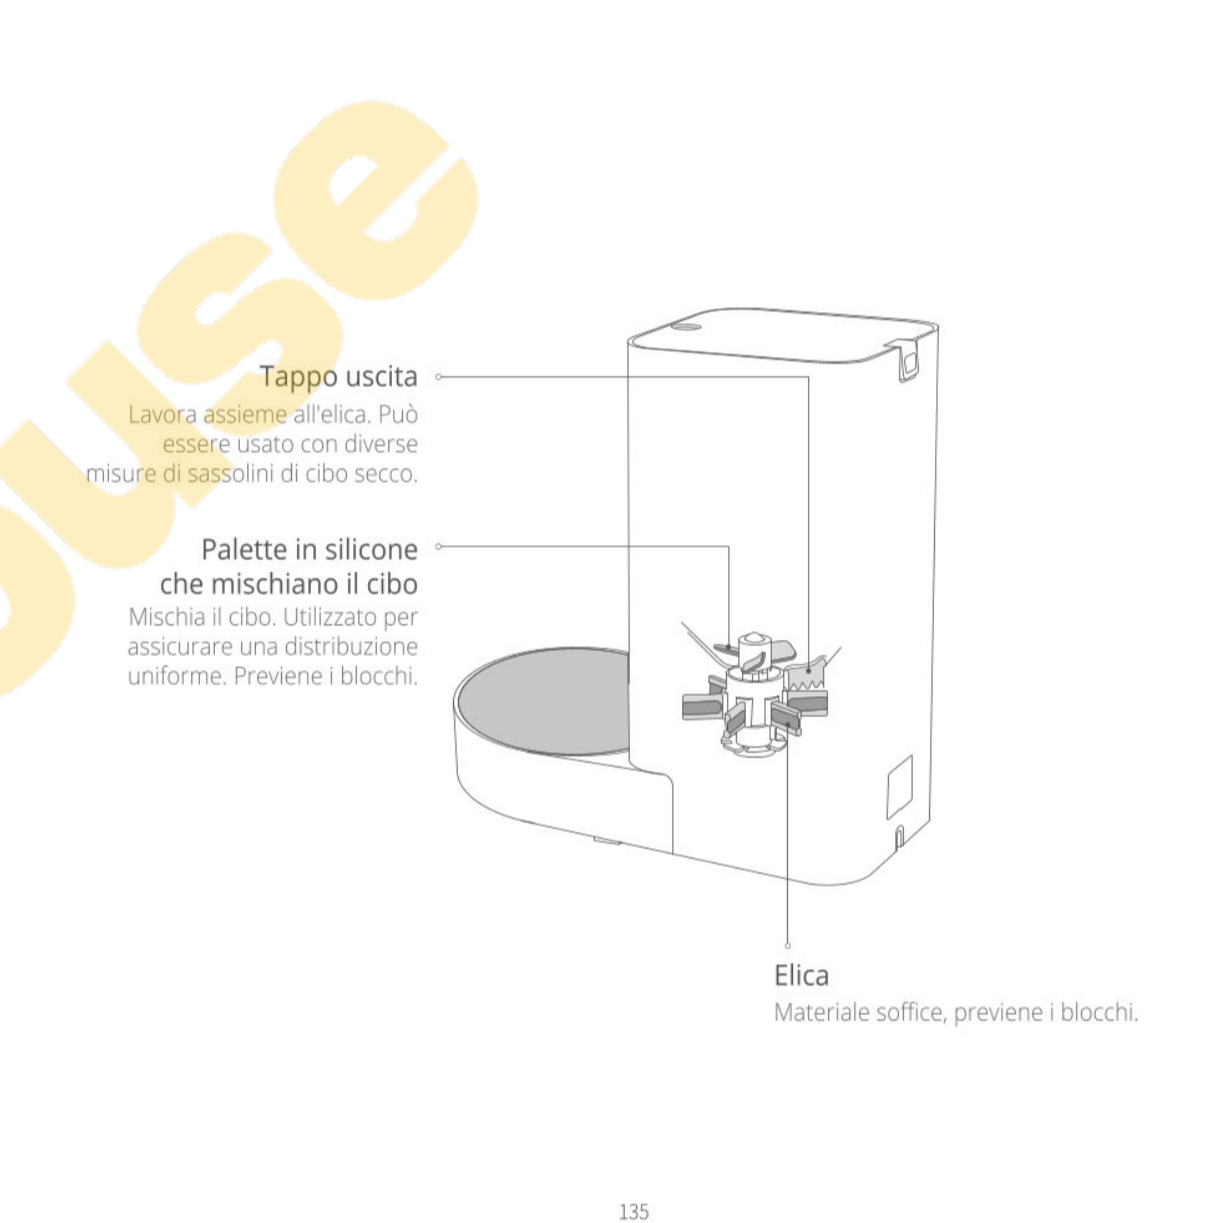 Tappo uscita
Lavora assieme all'elica. Può
essere usato con diverse
misure di sassolini di cibo secco.
Palette in silicone
che mischiano il cibo
Mischia il cibo. Utilizzato per
assicurare una distribuzione
uniforme. Previene i blocchi.
Elica
Materiale soffice, previene i blocchi.
135
ouse